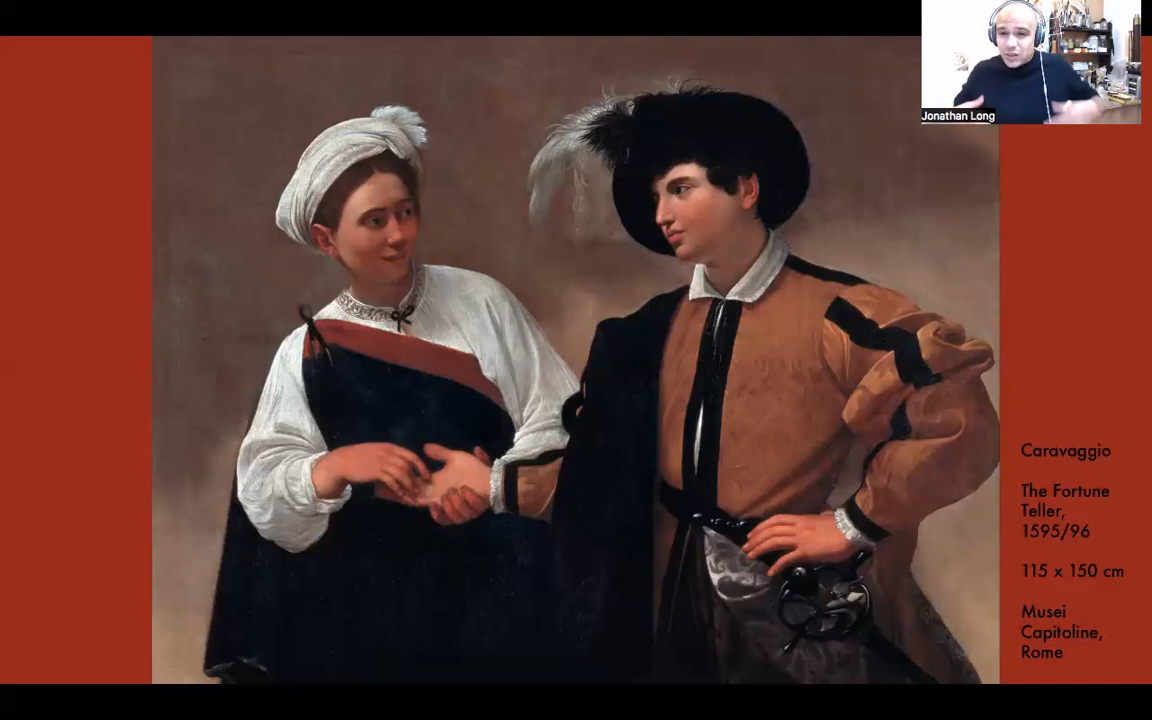 Jonathan Long
Caravaggio
The Fortune
Teller,
1595/96
115 x 150 cm
Musei
Capitoline,
Rome